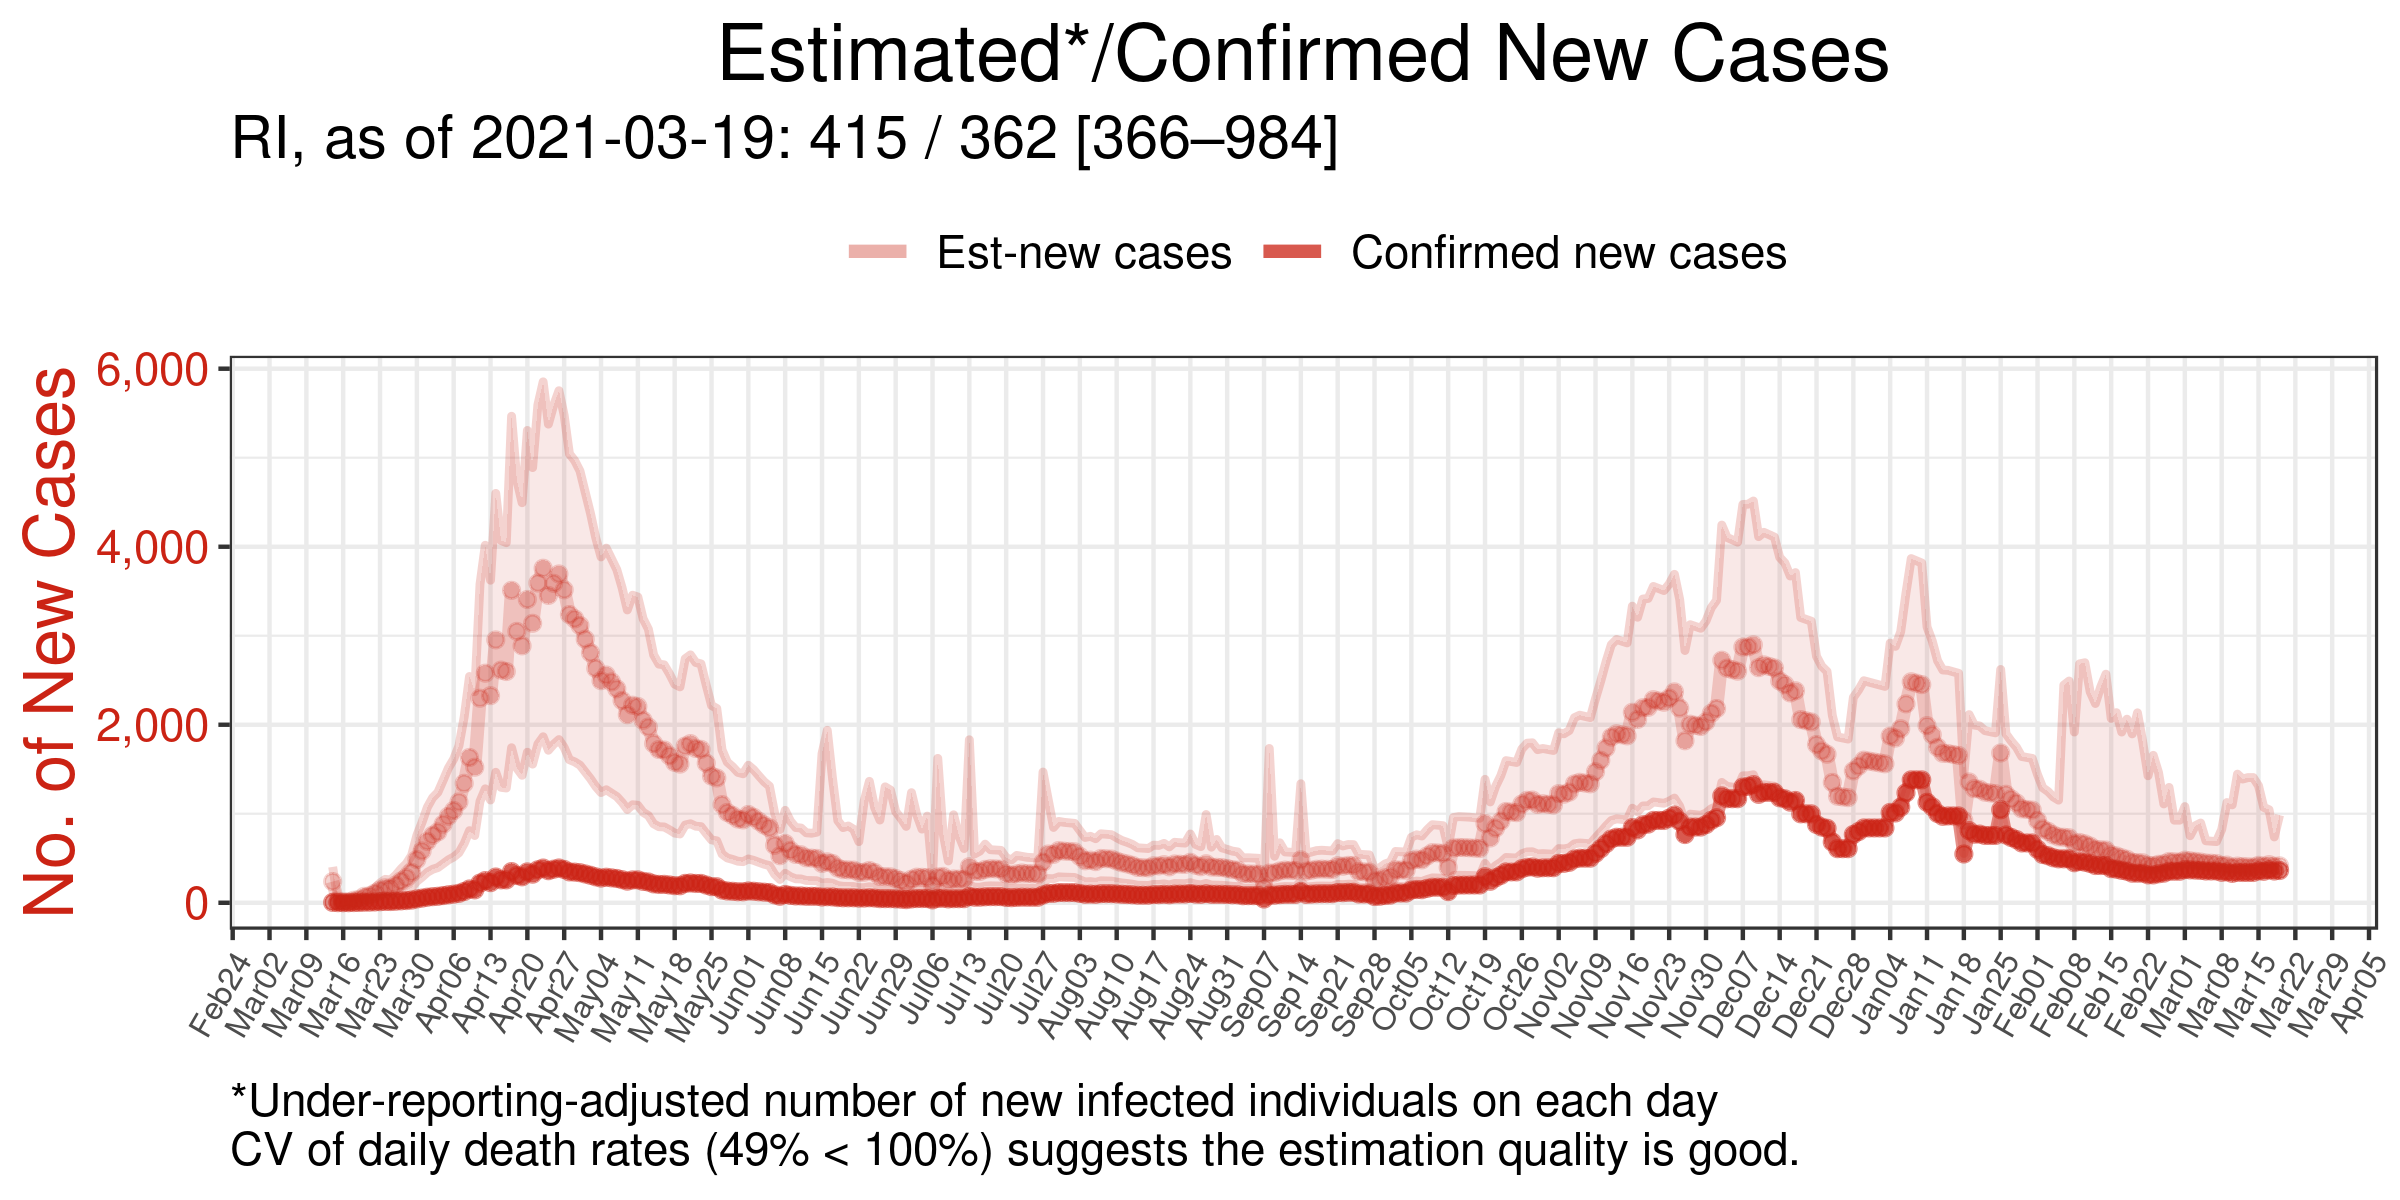 Estimated*/Confirmed New Cases
RI, as of 2021-03-19: 415 / 362 [366–984]
Est-new cases
Confirmed new cases
No. of New Cases
6,000
4,000
2,000
0
Feb24
Mar02
Mar09
Mar16
Mar23
Mar30
Apr06
Apr13
Apr20
Apr27
May04
May11
May18
May25
Jun01
Jun08
Jun15
Jun22
Jun29
Jul06
Jul13
Jul20
Jul27
Aug03
Aug10
Aug17
Aug24
Aug31
Sep07
Sep14
Sep21
Sep28
Oct05
Oct12
Oct19
Oct26
Nov02
Nov09
Nov16
Nov23
Nov30
Dec07
Dec14
Dec21
Dec28
Jan04
Jan11
Jan18
Jan25
Feb01
Feb08
Feb15
Feb22
Mar01
Mar08
Mar15
Mar22
Mar29
Apr05
*Under-reporting-adjusted number of new infected individuals on each day
CV of daily death rates (49% < 100%) suggests the estimation quality is good.